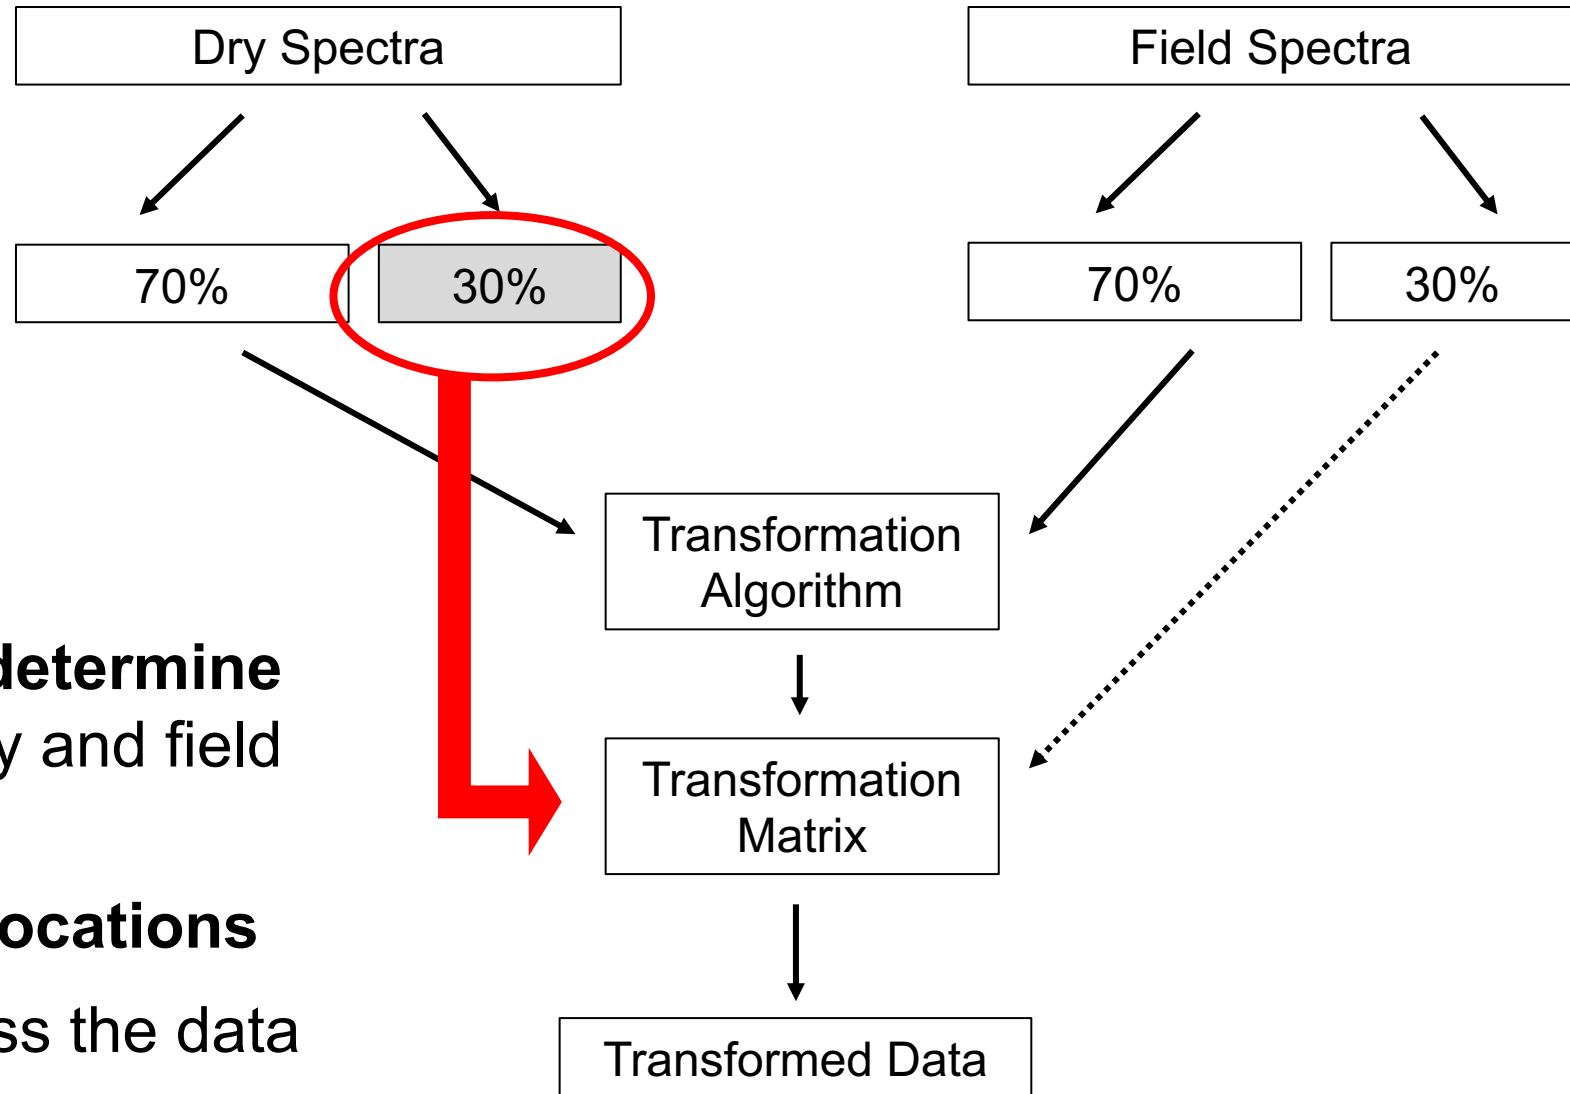 Dry Spectra
Field Spectra
70%
30%
70%
30%
Transformation
Algorithm
determine
y and field
Transformation
Matrix
ocations
ss the data
Transformed Data